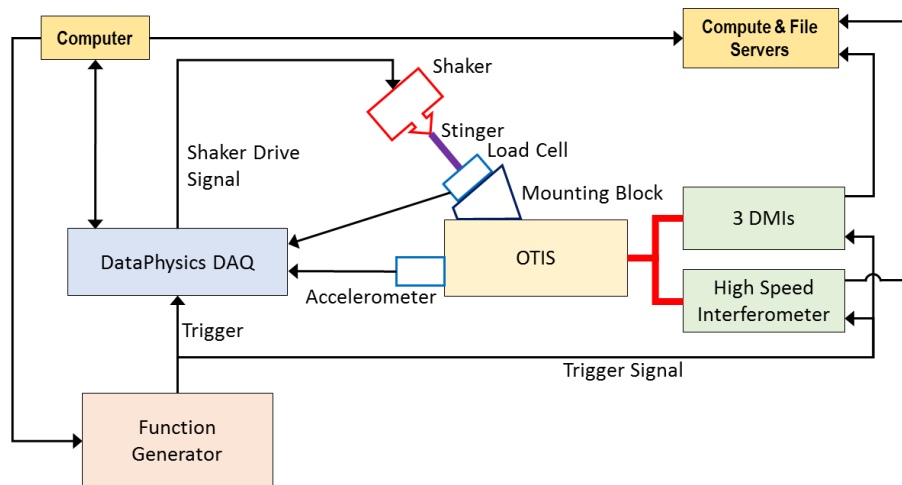 Computer
Compute & File
Servers
Shaker
Stinger
Load Cell
Mounting Block
Shaker Drive
Signal
DataPhysics DAQ
OTIS
3 DMIs
High Speed
Interferometer
Accelerometer
Trigger
Trigger Signal
Function
Generator